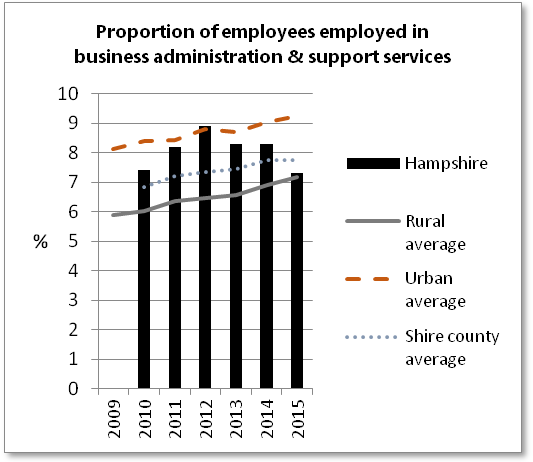 Proportion of employees employed in
business administration & support services
10
9
8
7
6
5
4
3
2
1
0
%
2009
2010
2011
2012
2013
2014
2015
Hampshire
Rural
average
Urban
average
Shire county
average